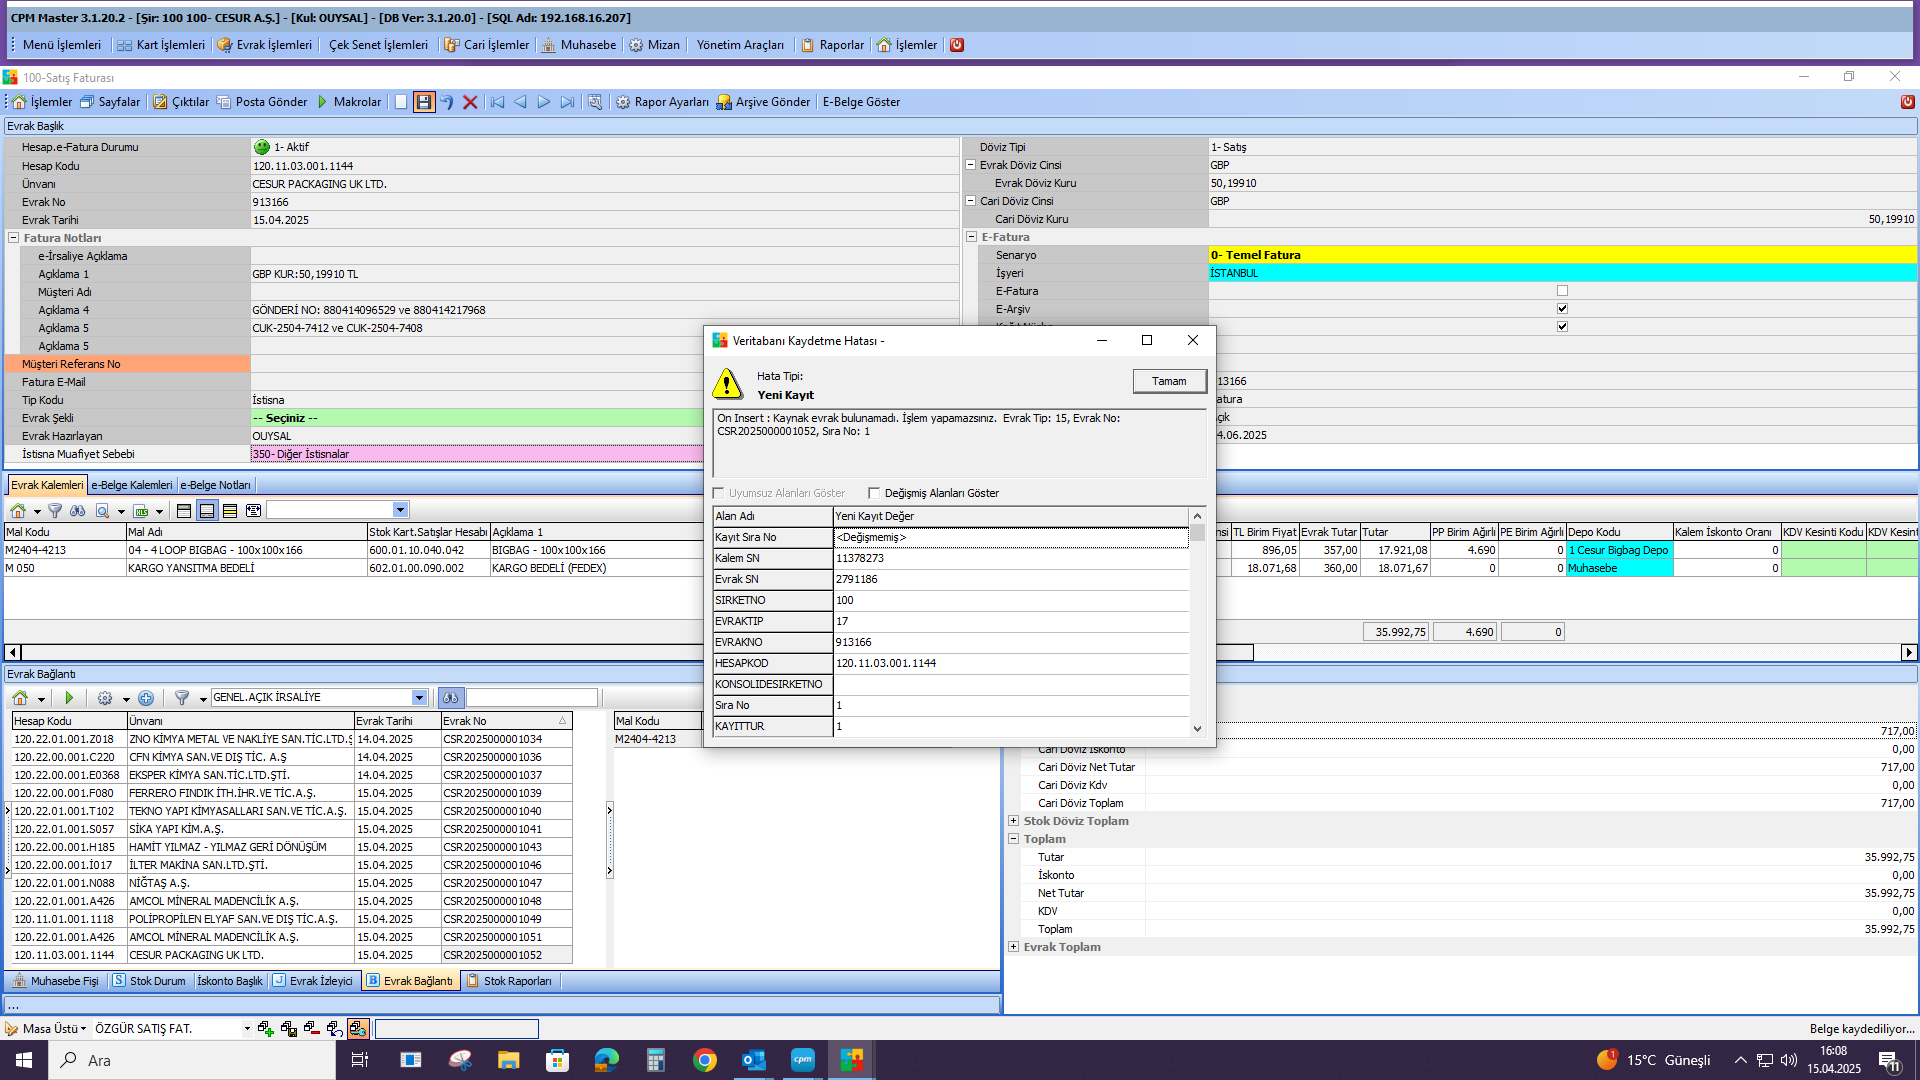 CPM Master 3.1.20.2 - [Şir: 100 100- CESUR A.Ş.] - [Kul: OUYSAL] - [DB Ver: 3.1.20.0] - [SQL Adı: 192.168.16.207]
Menü İşlemleri Kart İşlemleri Evrak İşlemleri Çek Senet İşlemleri Cari İşlemler Muhasebe Mizan Yönetim Araçları Raporlar İşlemler
100-Satış Faturası
İşlemler Sayfalar Çıktılar Posta Gönder Makrolar Rapor Ayarları Arşive Gönder E-Belge Göster
Evrak Başlık
Hesap.e-Fatura Durumu 1- Aktif
Hesap Kodu 120.11.03.001.1144
Ünvanı CESUR PACKAGING UK LTD.
Evrak No 913166
Evrak Tarihi 15.04.2025
Fatura Notları
e-İrsaliye Açıklama
Açıklama 1 GBP KUR:50,19910 TL
Müşteri Adı
Açıklama 4 GÖNDERİ NO: 880414096529 ve 880414217968
Açıklama 5 CUK-2504-7412 ve CUK-2504-7408
Açıklama 5
Müşteri Referans No
Fatura E-Mail
Tip Kodu İstisna
Evrak Şekli -- Seçiniz --
Evrak Hazırlayan OUYSAL
İstisna Muafiyet Sebebi 350- Diğer İstisnalar
Döviz Tipi 1- Satış
Evrak Döviz Cinsi GBP
Evrak Döviz Kuru 50,19910
Cari Döviz Cinsi GBP
Cari Döviz Kuru 50,19910
E-Fatura
Senaryo 0- Temel Fatura
İşyeri İSTANBUL
E-Fatura
E-Arşiv
13166
atura
çık
4.06.2025
Veritabanı Kaydetme Hatası -
Hata Tipi:
Yeni Kayıt
Tamam
On Insert : Kaynak evrak bulunamadı. İşlem yapamazsınız. Evrak Tip: 15, Evrak No:
CSR2025000001052, Sıra No: 1
Uyumsuz Alanları Göster Değişmiş Alanları Göster
Alan Adı Yeni Kayıt Değer
Kayıt Sıra No <Değişmemiş>
Kalem SN 11378273
Evrak SN 2791186
SIRKETNO 100
EVRAKTIP 17
EVRAKNO 913166
HESAPKOD 120.11.03.001.1144
KONSOLIDESIRKETNO
Sıra No 1
KAYITTUR 1
Evrak Kalemleri e-Belge Kalemleri e-Belge Notları
Mal Kodu Mal Adı Stok Kart.Satışlar Hesabı Açıklama 1 nsi TL Birim Fiyat Evrak Tutar Tutar PP Birim Ağırlı PE Birim Ağırlı Depo Kodu Kalem İskonto Oranı KDV Kesinti Kodu KDV Kesint
M2404-4213 04 - 4 LOOP BIGBAG - 100x100x166 600.01.10.040.042 BIGBAG - 100x100x166 896,05 357,00 17.921,08 4.690 0 1 Cesur Bigbag Depo 0
M 050 KARGO YANSITMA BEDELİ 602.01.00.090.002 KARGO BEDELİ (FEDEX) 18.071,68 360,00 18.071,67 0 0 Muhasebe 0
35.992,75 4.690 0
Evrak Bağlantı
GENEL.AÇIK İRSALİYE
Hesap Kodu Ünvanı Evrak Tarihi Evrak No
120.22.01.001.Z018 ZNO KİMYA METAL VE NAKLİYE SAN.TİC.LTD.Ş 14.04.2025 CSR2025000001034
120.22.00.001.C220 CFN KİMYA SAN.VE DIŞ TİC. A.Ş 14.04.2025 CSR2025000001036
120.22.00.001.E0368 EKSPER KİMYA SAN.TİC.LTD.ŞTİ. 14.04.2025 CSR2025000001037
120.22.00.001.F080 FERRERO FINDIK İTH.İHR.VE TİC.A.Ş. 15.04.2025 CSR2025000001039
120.22.01.001.T102 TEKNO YAPI KİMYASALLARI SAN.VE TİC.A.Ş. 15.04.2025 CSR2025000001040
120.22.01.001.S057 SİKA YAPI KİM.A.Ş. 15.04.2025 CSR2025000001041
120.22.00.001.H185 HAMİT YILMAZ - YILMAZ GERİ DÖNÜŞÜM 15.04.2025 CSR2025000001043
120.22.00.001.İ017 İLTER MAKİNA SAN.LTD.ŞTİ. 15.04.2025 CSR2025000001046
120.22.01.001.N088 NİĞTAŞ A.Ş. 15.04.2025 CSR2025000001047
120.22.01.001.A426 AMCOL MİNERAL MADENCİLİK A.Ş. 15.04.2025 CSR2025000001048
120.11.01.001.1118 POLİPROPİLEN ELYAF SAN.VE DIŞ TİC.A.Ş. 15.04.2025 CSR2025000001049
120.22.01.001.A426 AMCOL MİNERAL MADENCİLİK A.Ş. 15.04.2025 CSR2025000001051
120.11.03.001.1144 CESUR PACKAGING UK LTD. 15.04.2025 CSR2025000001052
Mal Kodu
M2404-4213
717,00
Cari Döviz İskonto 0,00
Cari Döviz Net Tutar 717,00
Cari Döviz Kdv 0,00
Cari Döviz Toplam 717,00
Stok Döviz Toplam
Toplam
Tutar 35.992,75
İskonto 0,00
Net Tutar 35.992,75
KDV 0,00
Toplam 35.992,75
Evrak Toplam
Muhasebe Fişi S Stok Durum İskonto Başlık J Evrak İzleyici B Evrak Bağlantı Stok Raporları
...
Masa Üstü ÖZGÜR SATIŞ FAT. Belge kaydediliyor...
Ara cpm 15°C Güneşli 16:08
15.04.2025 11